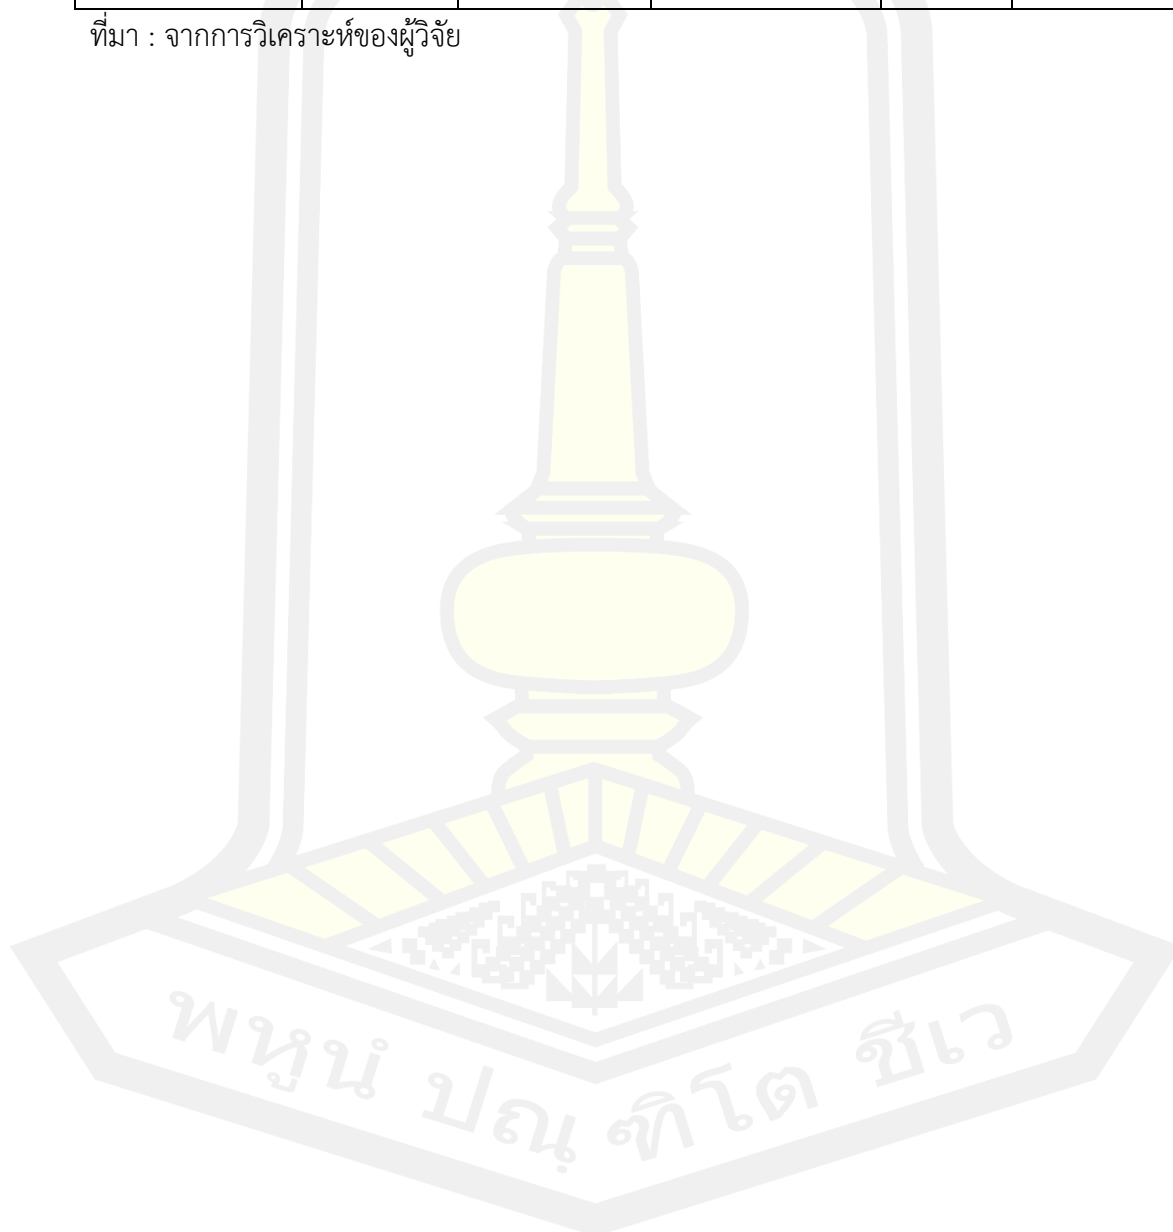 ที่มา : จากการวิเคราะห์ของผู้วิจัย
พหูนํ ปณฺฑิโต ชีเว